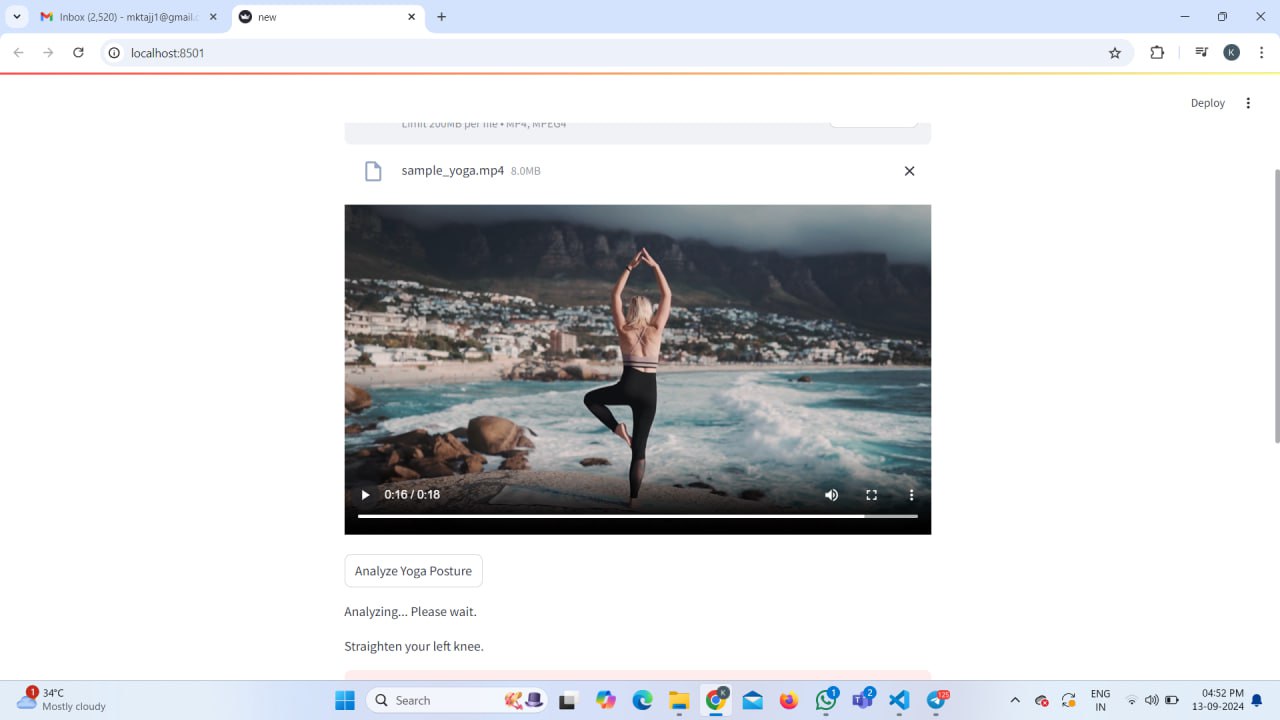 Inbox (2,520) - mktajj1@gmail.c
new
localhost:8501
K
Deploy
Limit 200MB per file • MP4, MPEG4
sample_yoga.mp4 8.0MB
0:16 / 0:18
Analyze Yoga Posture
Analyzing... Please wait.
Straighten your left knee.
1
34°C
Mostly cloudy
Search
K
1
2
125
ENG
IN
04:52 PM
13-09-2024